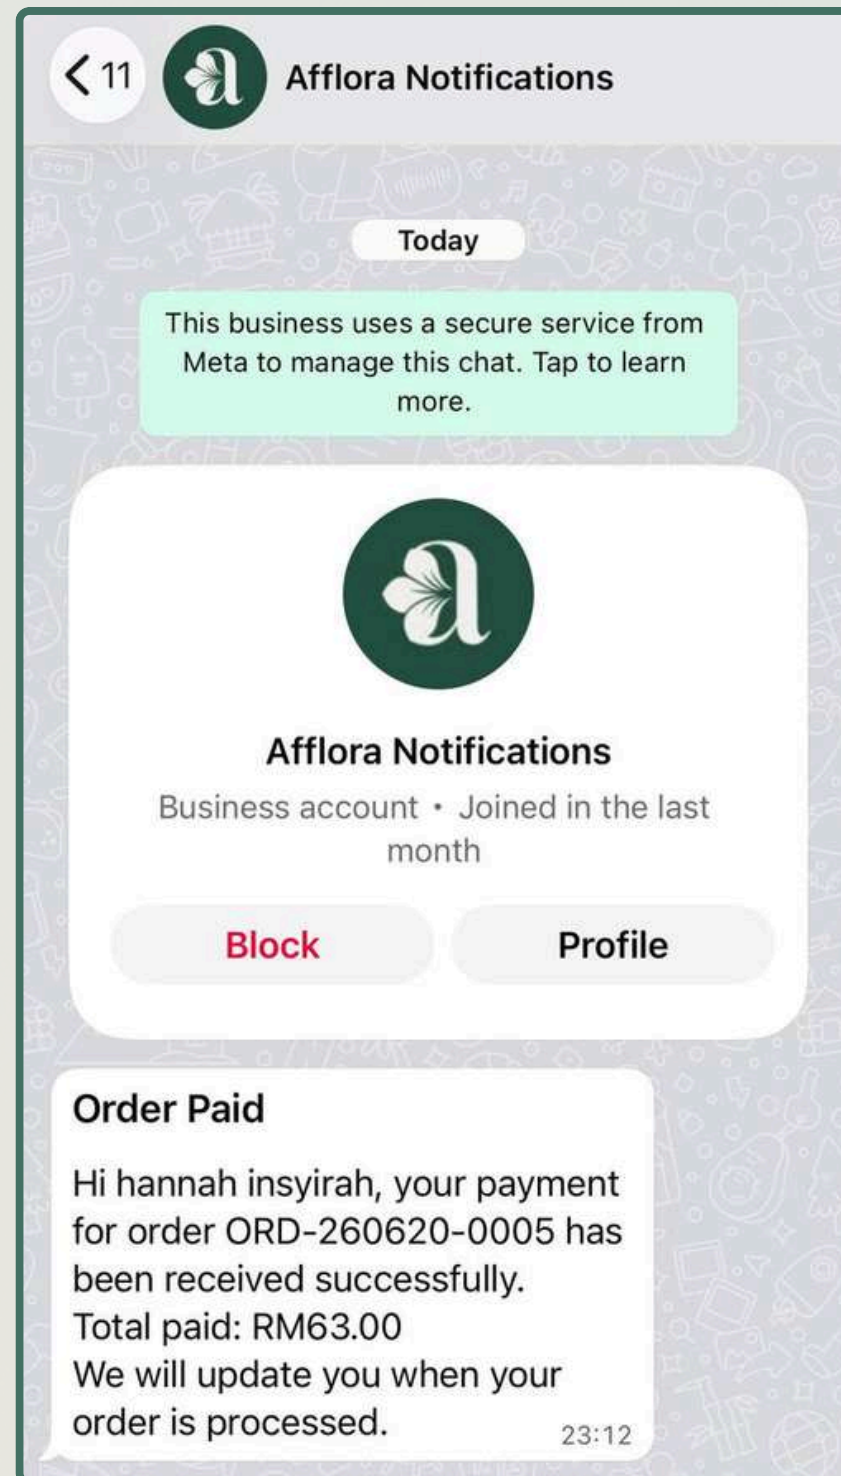 11
Afflora Notifications
Today
This business uses a secure service from
Meta to manage this chat. Tap to learn
more.
a
Afflora Notifications
Business account • Joined in the last
month
Block
Profile
Order Paid
Hi hannah insyirah, your payment
for order ORD-260620-0005 has
been received successfully.
Total paid: RM63.00
We will update you when your
order is processed.
23:12